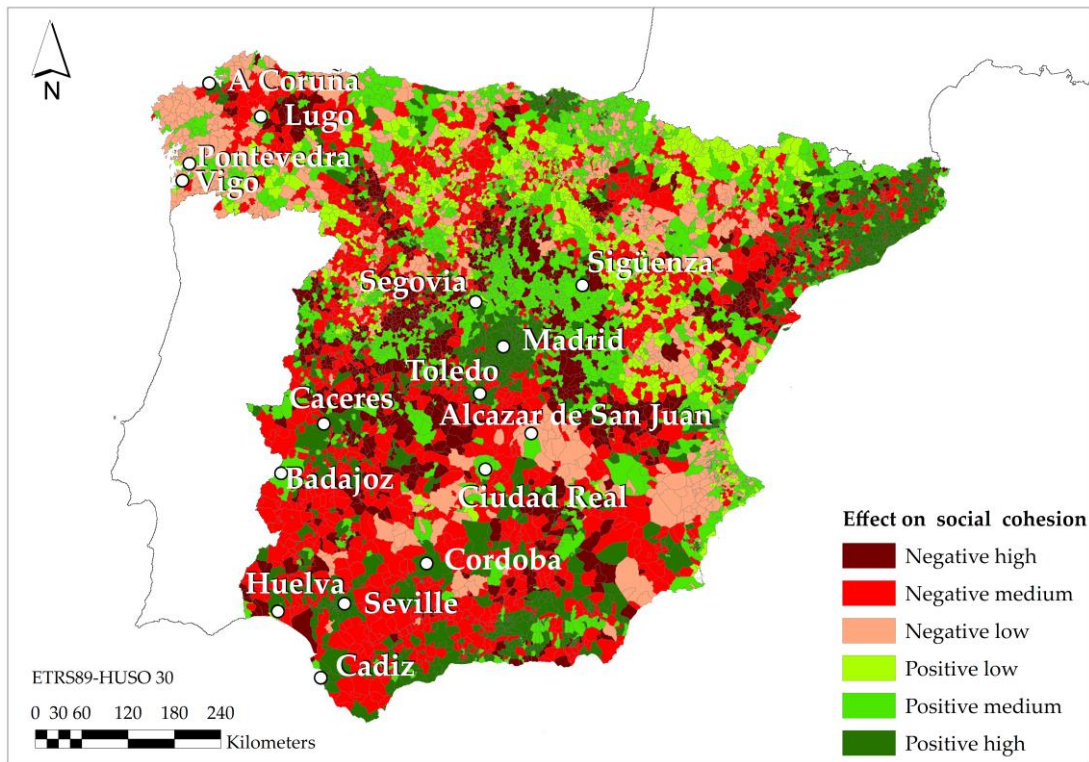 N
A Coruña
Lugo
Pontevedra
Vigo
Segovia
Sigüenza
Madrid
Toledo
Caceres
Alcazar de San Juan
Badajoz
Ciudad Real
Cordoba
Huelva
Seville
Cadiz
Effect on social cohesion
Negative high
Negative medium
Negative low
Positive low
Positive medium
Positive high
ETRS89-HUSO 30
0 30 60 120 180 240
Kilometers